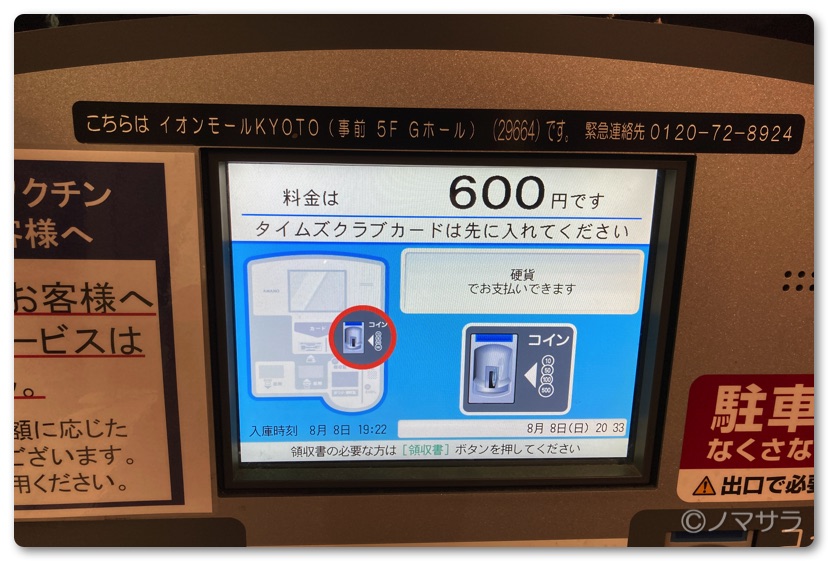 こちらは イオンモールKYOTO（事前 5F Gホール）（29664）です。 緊急連絡先 0120-72-8924
クチン
客様へ
お客様へ
ービスは
。
額に応じた
ございます。
用ください。
料金は 600円です
タイムズクラブカードは先に入れてください
硬貨
でお支払いできます
コイン
コイン
10
50
100
500
入庫時刻 8月 8日 19:22
8月 8日(日) 20 33
領収書の必要な方は［領収書］ボタンを押してください
駐車
なくさな
出口で必
©ノマサラ